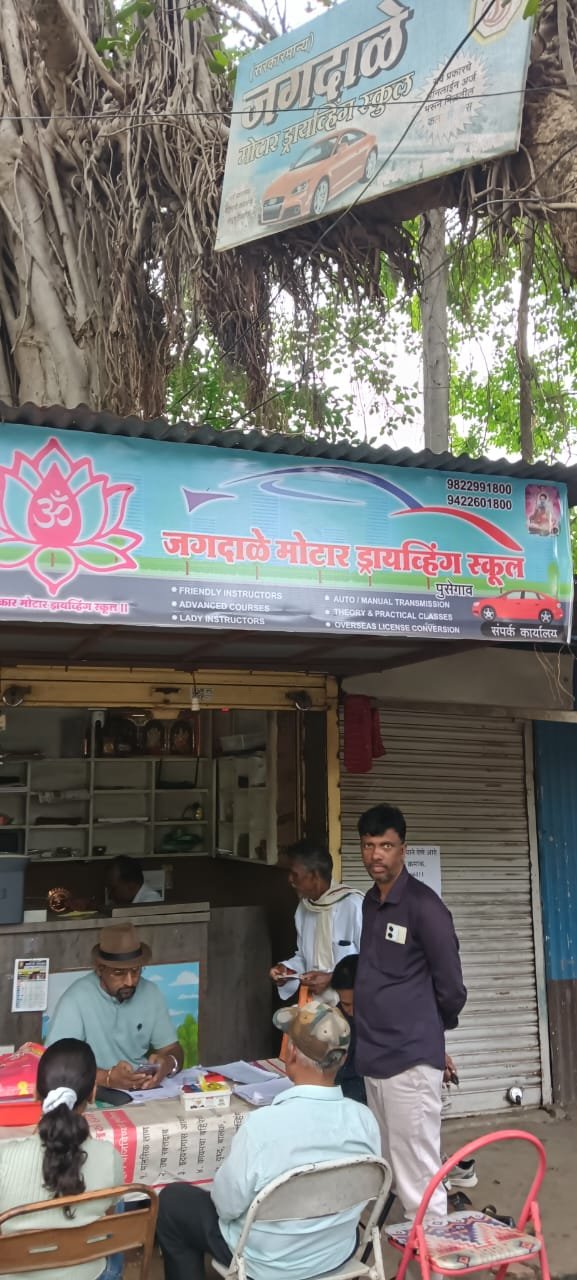 (सरकारमान्य)
जगदाळे
मोटार ड्रायव्हिंग स्कुल
9822991800
9422601800
ॐ
जगदाळे मोटार ड्रायव्हिंग स्कूल
पुसेगाव
मोटार ड्रायव्हिंग स्कूल ॥
• FRIENDLY INSTRUCTORS
• ADVANCED COURSES
• LADY INSTRUCTORS
• AUTO / MANUAL TRANSMISSION
• THEORY & PRACTICAL CLASSES
• OVERSEAS LICENSE CONVERSION
संपर्क कार्यालय